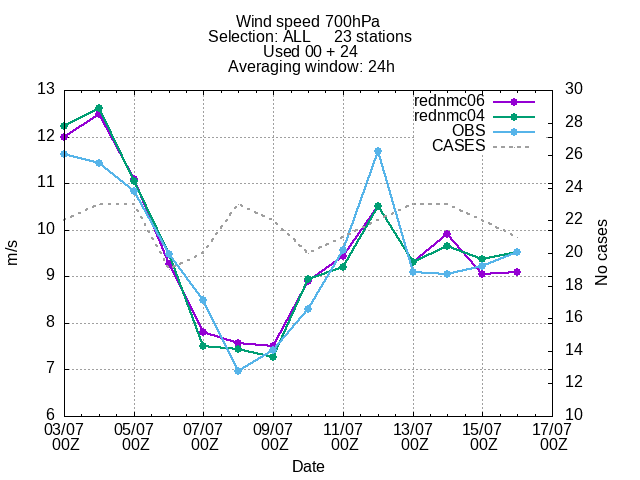 Wind speed 700hPa
Selection: ALL 23 stations
Used 00 + 24
Averaging window: 24h
13 30
rednmc06
rednmc04
OBS
CASES
12 28
11 26
10 24
9 22
8 20
7 18
6 16
14
12
10
m/s
No cases
03/07 05/07 07/07 09/07 11/07 13/07 15/07 17/07
00Z 00Z 00Z 00Z 00Z 00Z 00Z 00Z
Date